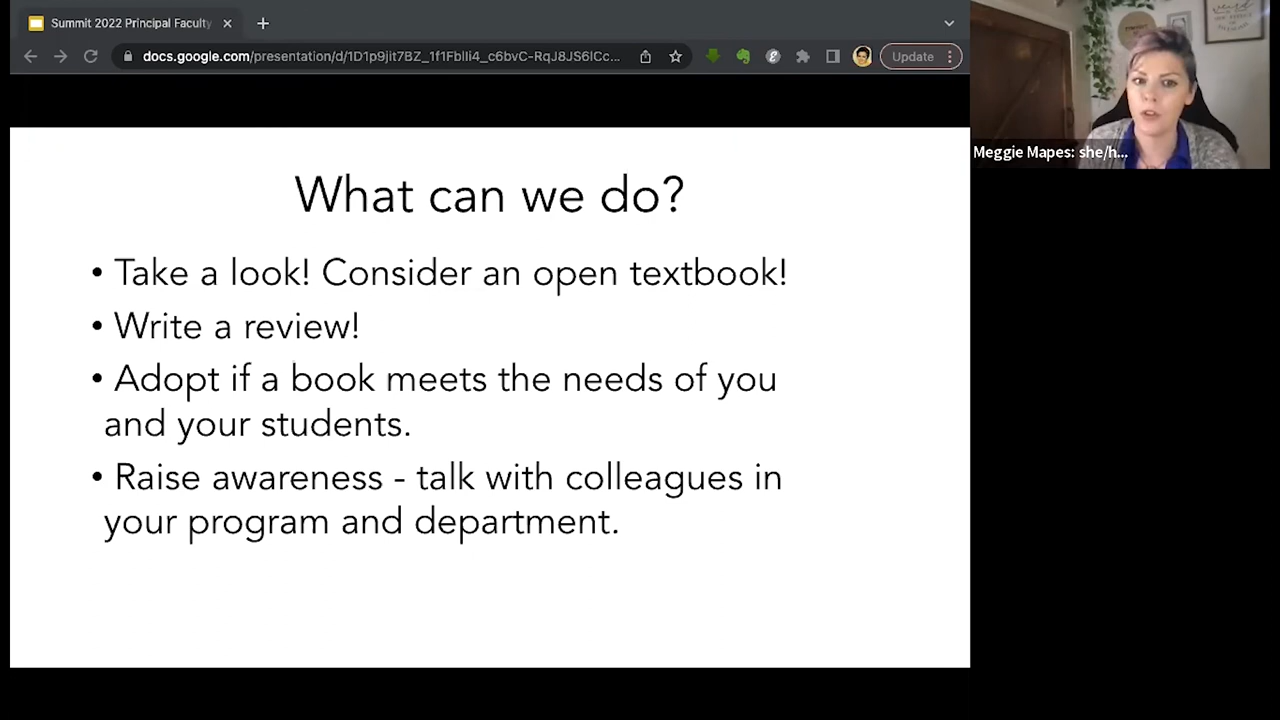 Summit 2022 Principal Faculty
docs.google.com/presentation/d/
Update
Meggie Mapes: she/h...
What can we do?
• Take a look! Consider an open textbook!
• Write a review!
• Adopt if a book meets the needs of you
and your students.
• Raise awareness - talk with colleagues in
your program and department.